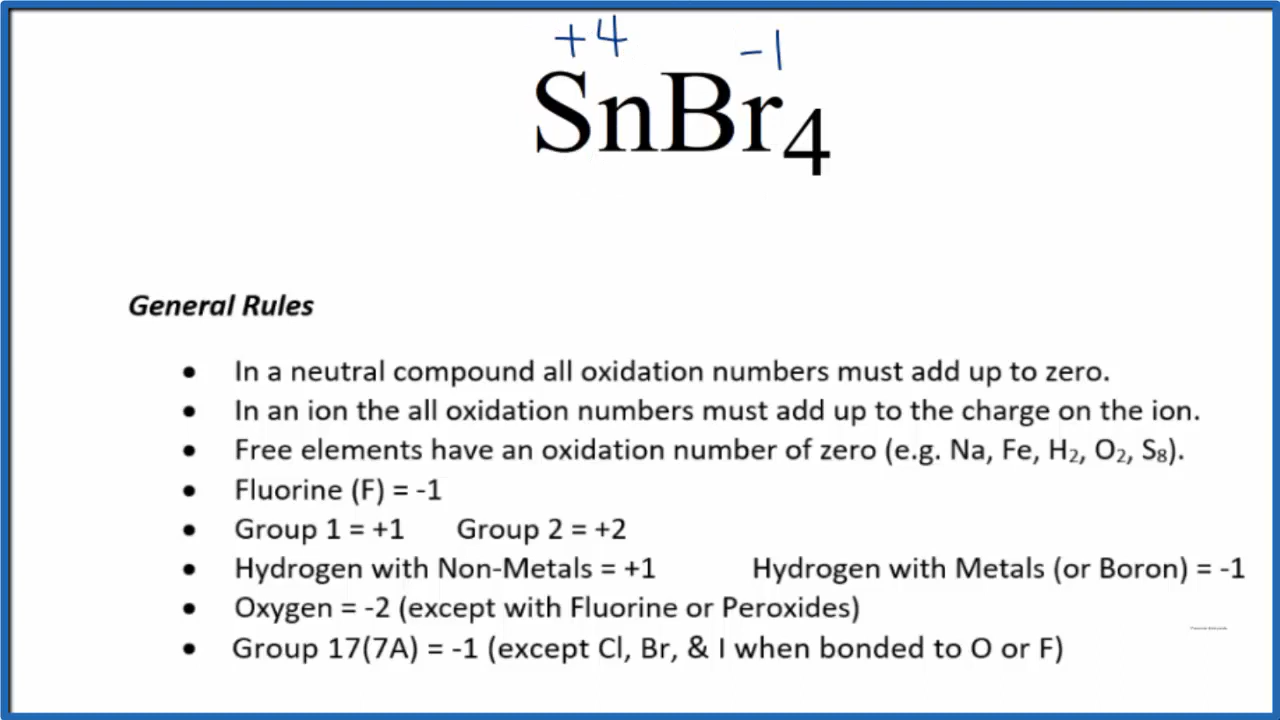 +4 -1
SnBr₄
General Rules
• In a neutral compound all oxidation numbers must add up to zero.
• In an ion the all oxidation numbers must add up to the charge on the ion.
• Free elements have an oxidation number of zero (e.g. Na, Fe, H₂, O₂, S₈).
• Fluorine (F) = -1
• Group 1 = +1 Group 2 = +2
• Hydrogen with Non-Metals = +1 Hydrogen with Metals (or Boron) = -1
• Oxygen = -2 (except with Fluorine or Peroxides)
• Group 17(7A) = -1 (except Cl, Br, & I when bonded to O or F)